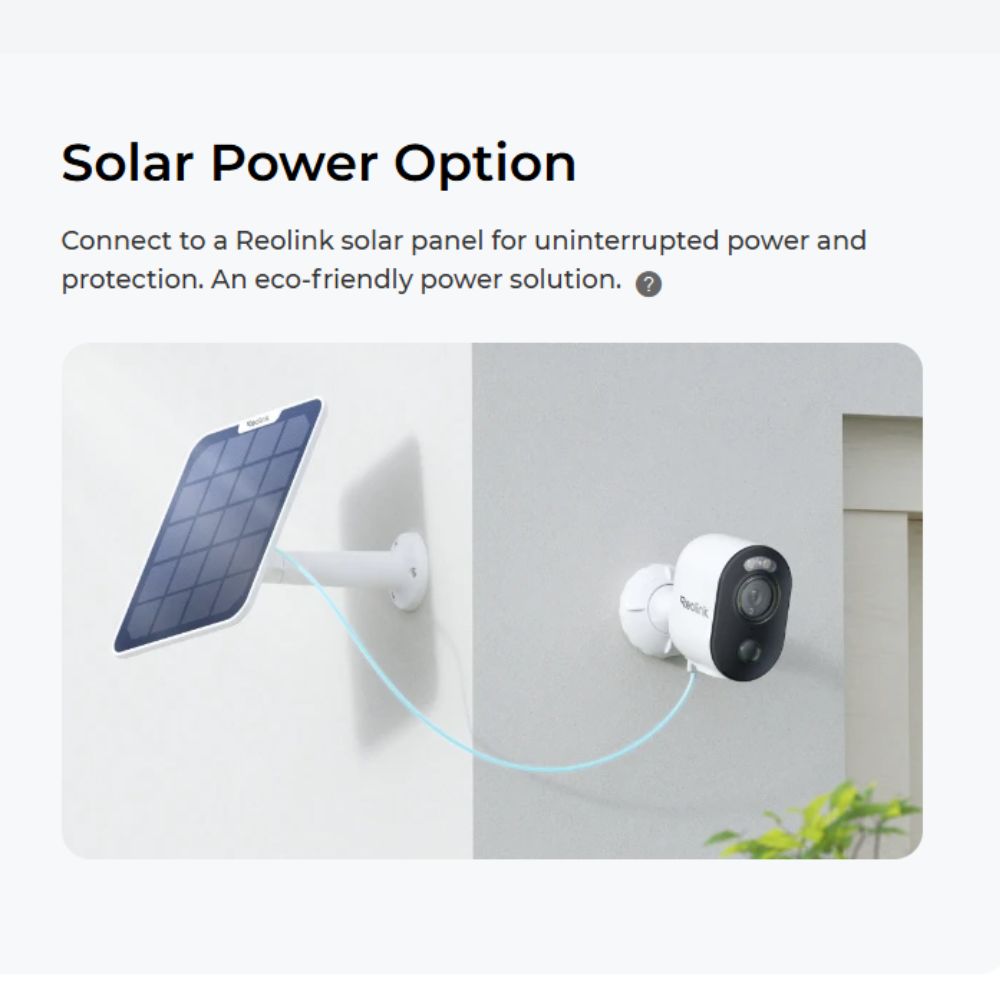 Solar Power Option
Connect to a Reolink solar panel for uninterrupted power and
protection. An eco-friendly power solution. ?
Reolink
Reolink